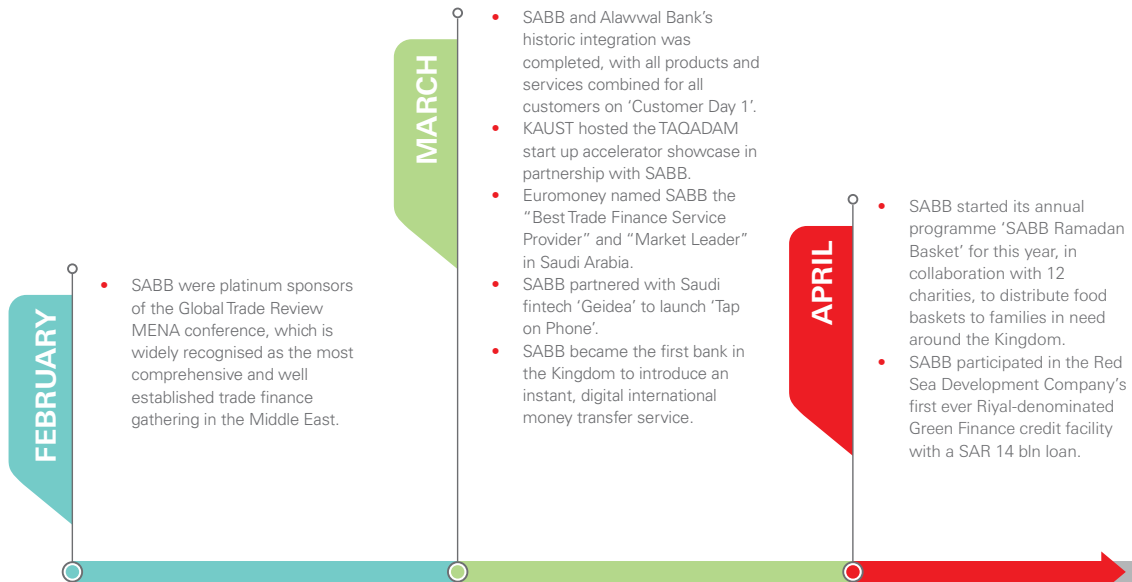 FEBRUARY
• SABB were platinum sponsors
of the Global Trade Review
MENA conference, which is
widely recognised as the most
comprehensive and well
established trade finance
gathering in the Middle East.
MARCH
• SABB and Alawwal Bank’s
historic integration was
completed, with all products and
services combined for all
customers on ‘Customer Day 1’.
• KAUST hosted the TAQADAM
start up accelerator showcase in
partnership with SABB.
• Euromoney named SABB the
“Best Trade Finance Service
Provider” and “Market Leader”
in Saudi Arabia.
• SABB partnered with Saudi
fintech ‘Geidea’ to launch ‘Tap
on Phone’.
• SABB became the first bank in
the Kingdom to introduce an
instant, digital international
money transfer service.
APRIL
• SABB started its annual
programme ‘SABB Ramadan
Basket’ for this year, in
collaboration with 12
charities, to distribute food
baskets to families in need
around the Kingdom.
• SABB participated in the Red
Sea Development Company’s
first ever Riyal-denominated
Green Finance credit facility
with a SAR 14 bln loan.